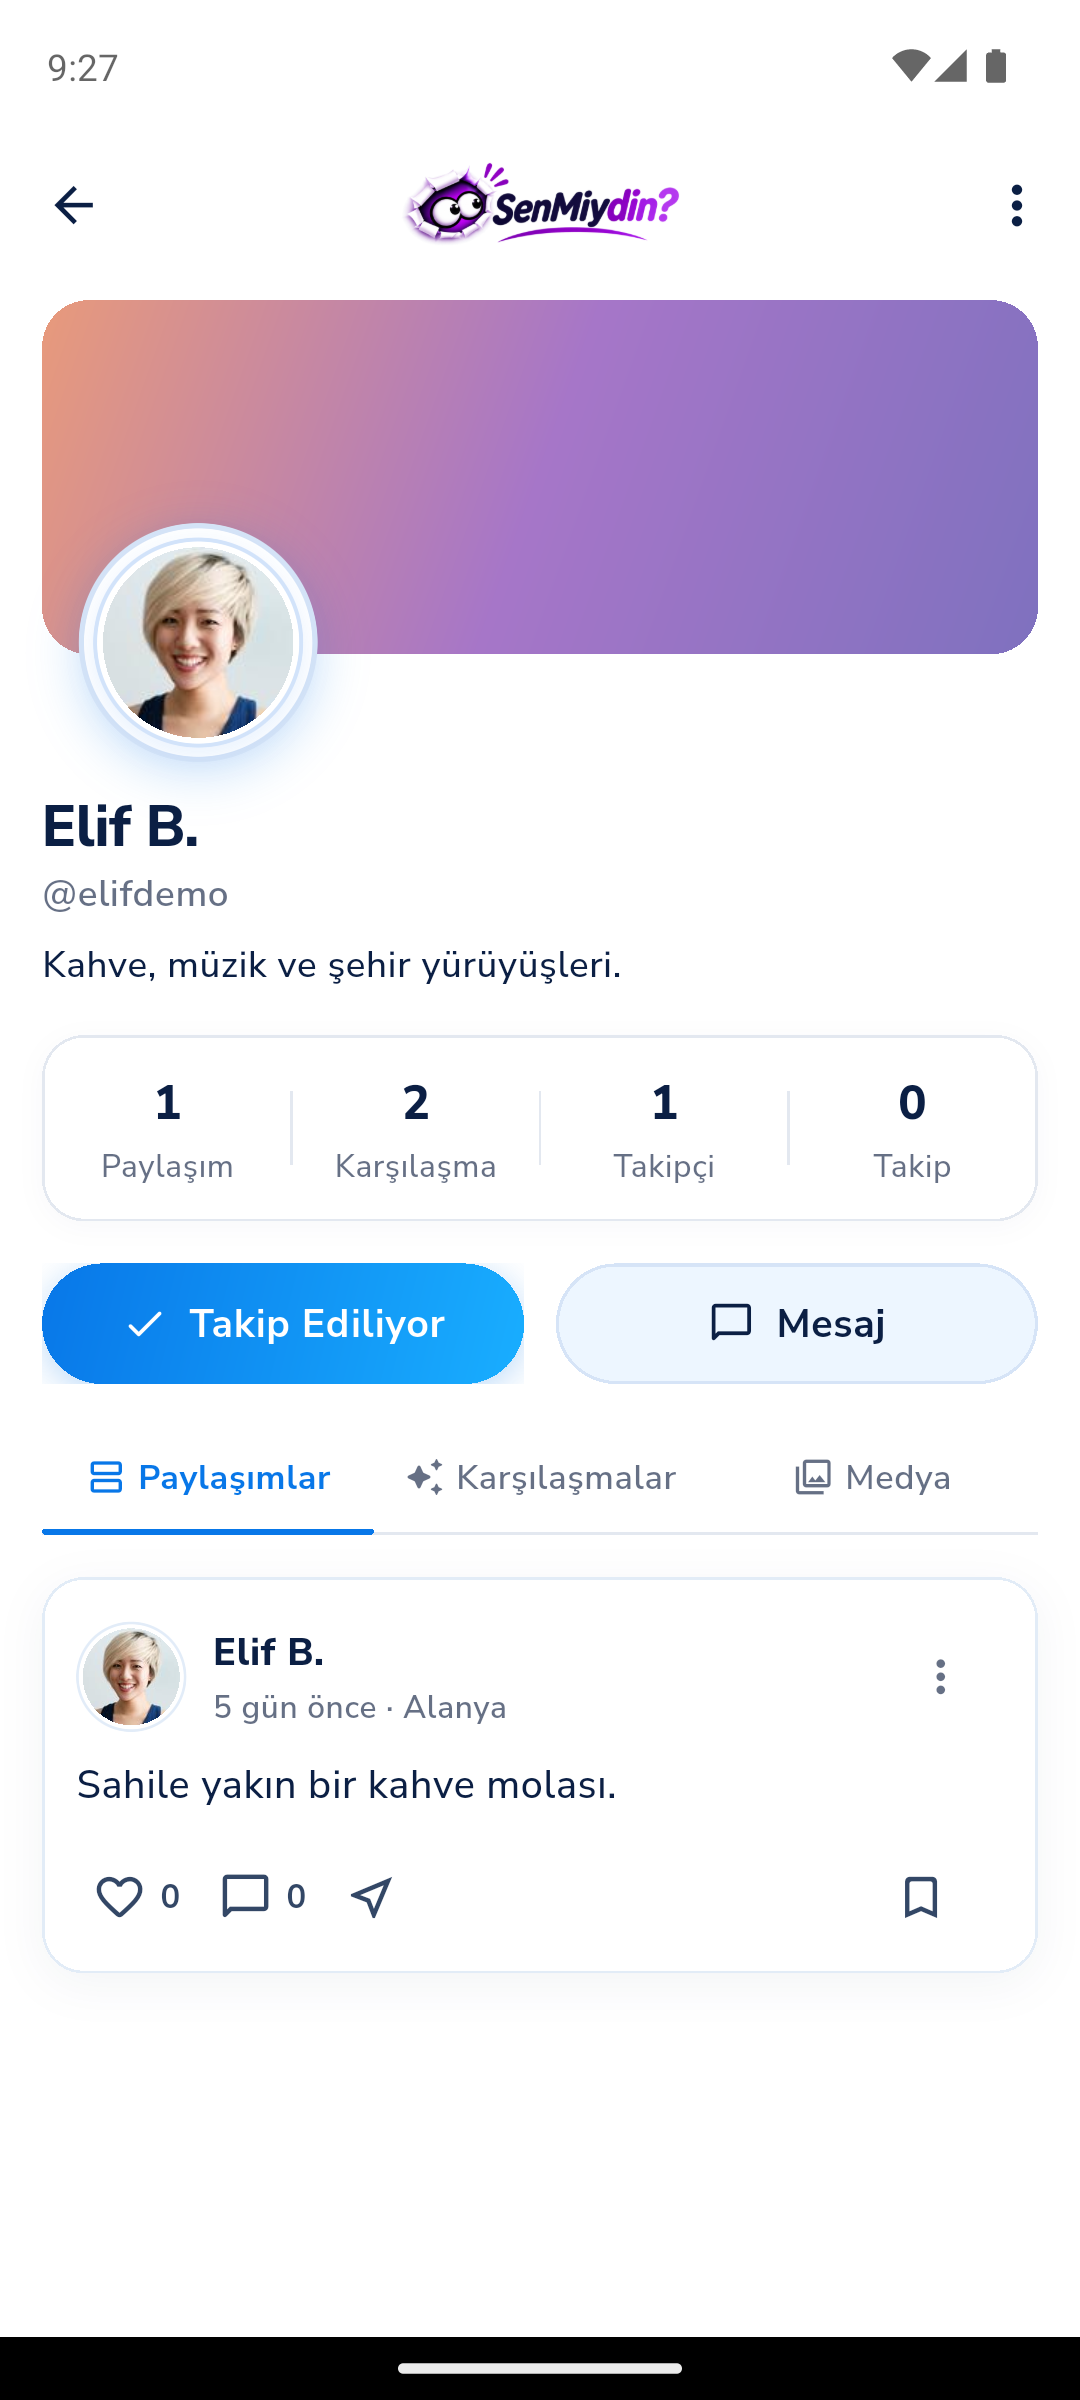 9:27
SenMiydin?
Elif B.
@elifdemo
Kahve, müzik ve şehir yürüyüşleri.
1 2 1 0
Paylaşım Karşılaşma Takipçi Takip
Takip Ediliyor Mesaj
Paylaşımlar Karşılaşmalar Medya
Elif B.
5 gün önce · Alanya
Sahile yakın bir kahve molası.
0 0